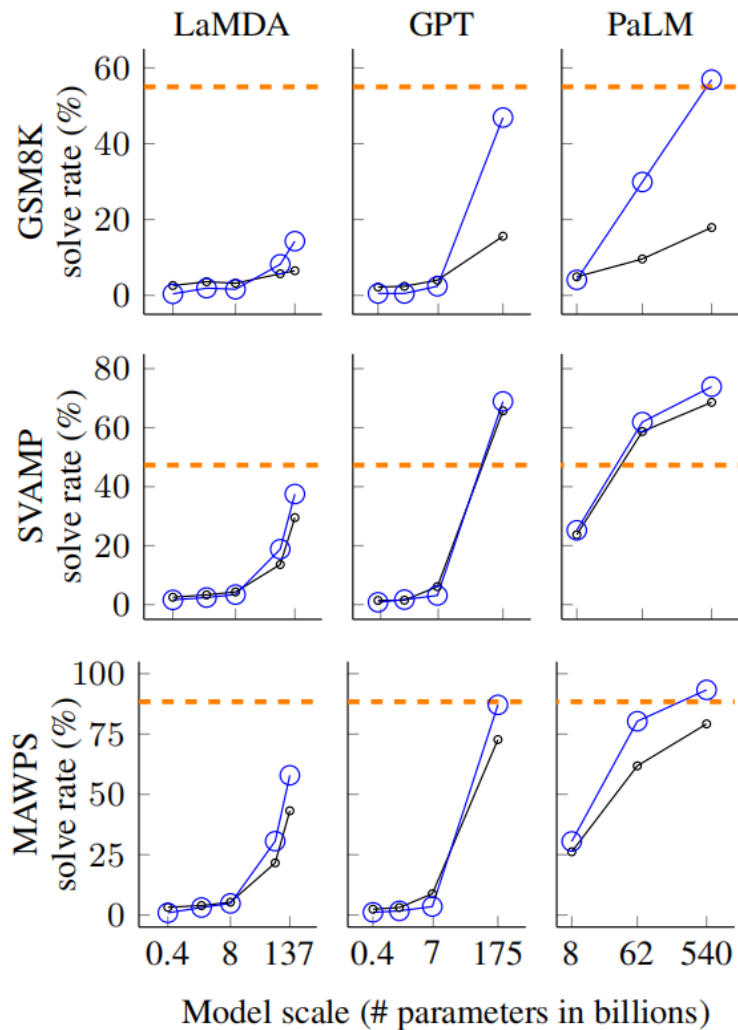 LaMDA GPT PaLM
GSM8K
solve rate (%)
60
40
20
0
SVAMP
solve rate (%)
80
60
40
20
0
MAWPS
solve rate (%)
100
75
50
25
0
0.4 8 137 0.4 7 175 8 62 540
Model scale (# parameters in billions)